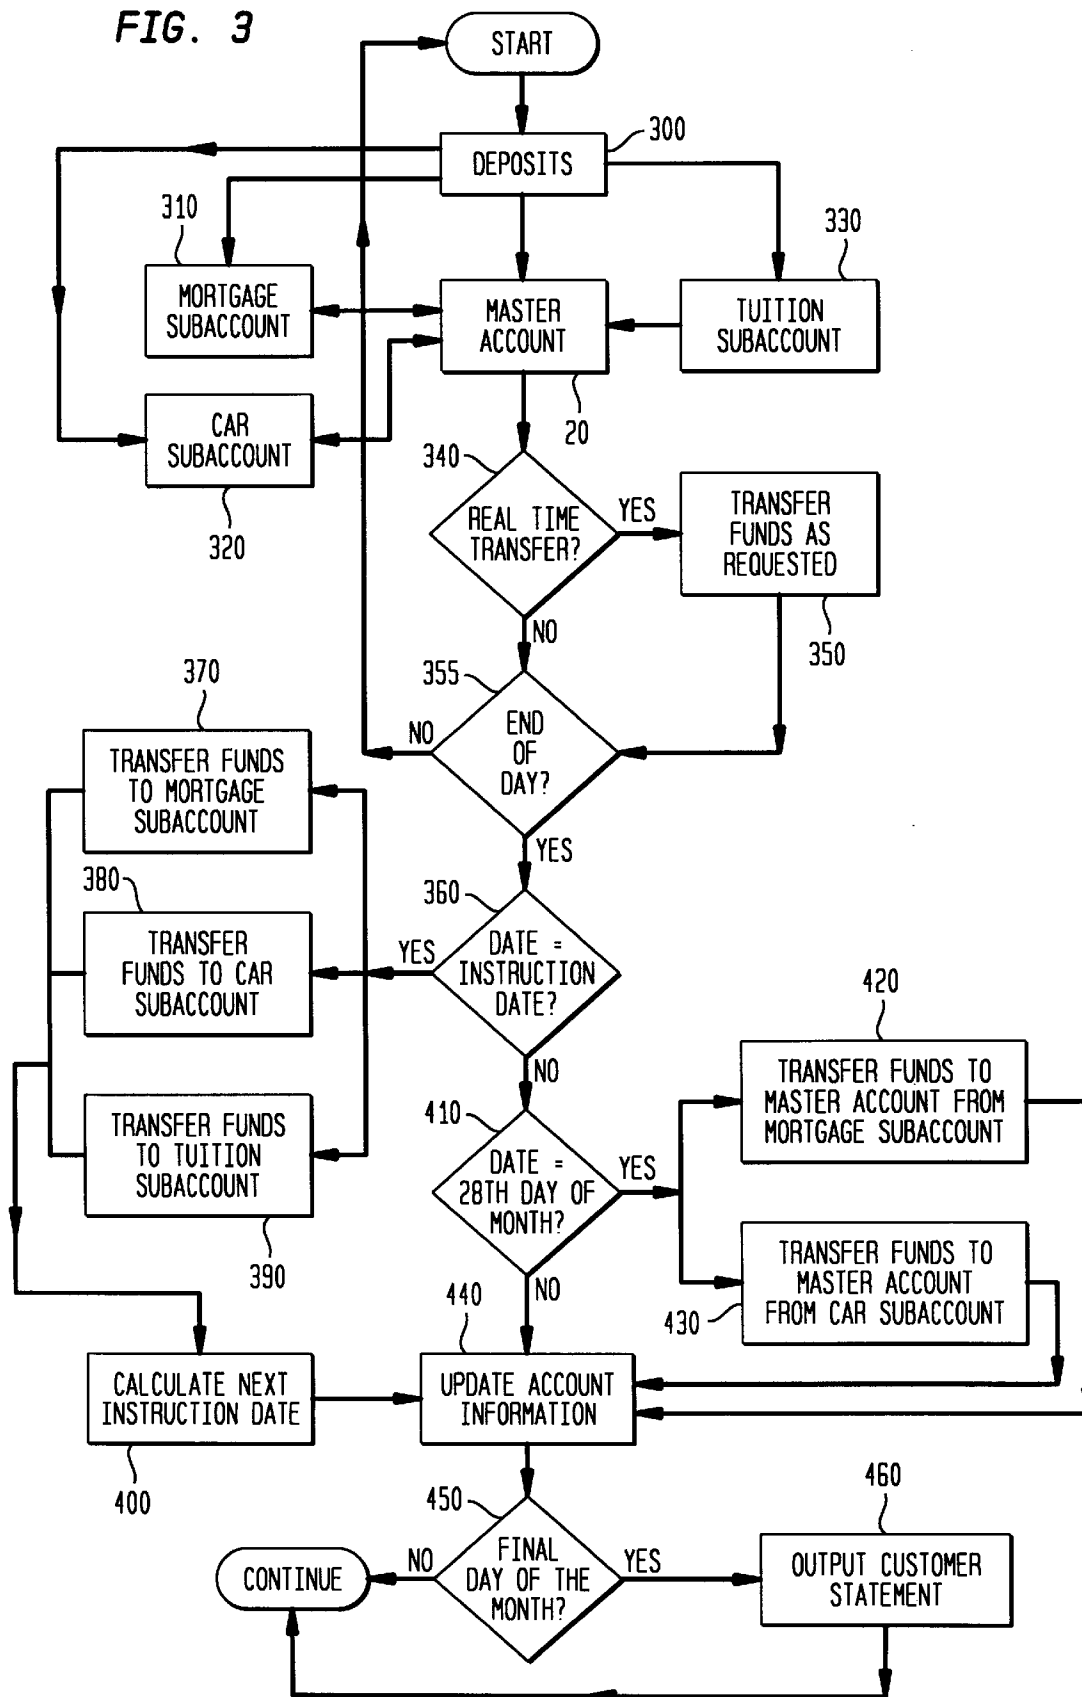 FIG. 3
START
300
DEPOSITS
310
330
MORTGAGE
SUBACCOUNT
MASTER
ACCOUNT
TUITION
SUBACCOUNT
CAR
SUBACCOUNT
20
320
340
REAL TIME
TRANSFER?
YES
TRANSFER
FUNDS AS
REQUESTED
NO
350
355
END
OF
DAY?
NO
YES
370
TRANSFER FUNDS
TO MORTGAGE
SUBACCOUNT
380
TRANSFER
FUNDS TO CAR
SUBACCOUNT
360
YES
DATE =
INSTRUCTION
DATE?
NO
TRANSFER FUNDS
TO TUITION
SUBACCOUNT
390
410
DATE =
28TH DAY OF
MONTH?
YES
NO
420
TRANSFER FUNDS TO
MASTER ACCOUNT FROM
MORTGAGE SUBACCOUNT
TRANSFER FUNDS TO
MASTER ACCOUNT
FROM CAR SUBACCOUNT
430
440
CALCULATE NEXT
INSTRUCTION DATE
400
UPDATE ACCOUNT
INFORMATION
450
460
CONTINUE
NO
FINAL
DAY OF THE
MONTH?
YES
OUTPUT CUSTOMER
STATEMENT